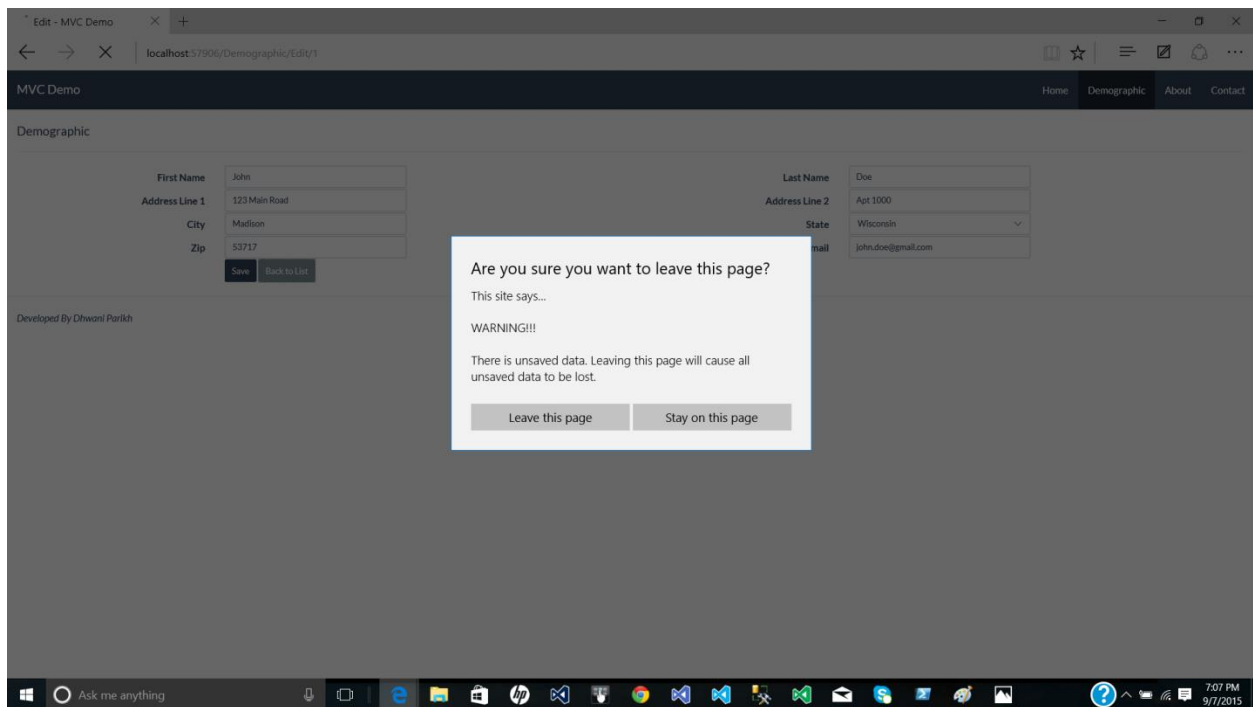 Edit - MVC Demo
localhost:57906/Demographic/Edit/1
MVC Demo
Home Demographic About Contact
Demographic
First Name John Last Name Doe
Address Line 1 123 Main Road Address Line 2 Apt 1000
City Madison State Wisconsin
Zip 53717 mail john.doe@gmail.com
Save Back to List
Developed By Dhwani Parikh
Are you sure you want to leave this page?
This site says...
WARNING!!!
There is unsaved data. Leaving this page will cause all
unsaved data to be lost.
Leave this page Stay on this page
Ask me anything
hp
7:07 PM
9/7/2015